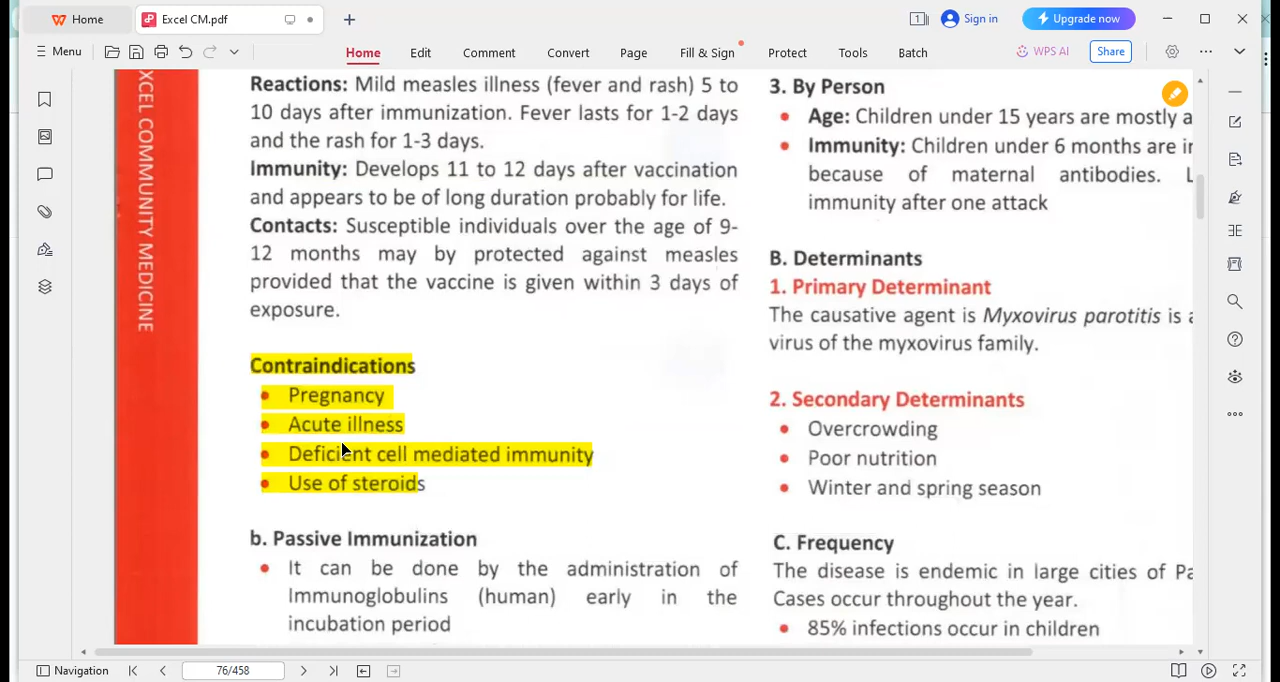 Home
Excel CM.pdf
1
Sign in
Upgrade now
Menu
Home
Edit
Comment
Convert
Page
Fill & Sign
Protect
Tools
Batch
WPS AI
Share
XCEL COMMUNITY MEDICINE
Reactions: Mild measles illness (fever and rash) 5 to
10 days after immunization. Fever lasts for 1-2 days
and the rash for 1-3 days.
Immunity: Develops 11 to 12 days after vaccination
and appears to be of long duration probably for life.
Contacts: Susceptible individuals over the age of 9-
12 months may by protected against measles
provided that the vaccine is given within 3 days of
exposure.
Contraindications
• Pregnancy
• Acute illness
• Deficient cell mediated immunity
• Use of steroids
b. Passive Immunization
• It can be done by the administration of
Immunoglobulins (human) early in the
incubation period
3. By Person
• Age: Children under 15 years are mostly
• Immunity: Children under 6 months are
because of maternal antibodies.
immunity after one attack
B. Determinants
1. Primary Determinant
The causative agent is Myxovirus parotitis is
virus of the myxovirus family.
2. Secondary Determinants
• Overcrowding
• Poor nutrition
• Winter and spring season
C. Frequency
The disease is endemic in large cities of
Cases occur throughout the year.
• 85% infections occur in children
Navigation
76/458